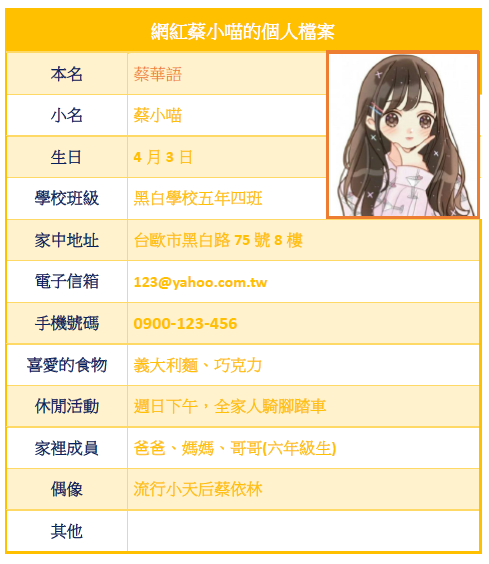 網紅蔡小喵的個人檔案
本名 蔡華語
小名 蔡小喵
生日 4 月 3 日
學校班級 黑白學校五年四班
家中地址 台歐市黑白路 75 號 8 樓
電子信箱 123@yahoo.com.tw
手機號碼 0900-123-456
喜愛的食物 義大利麵、巧克力
休閒活動 週日下午，全家人騎腳踏車
家裡成員 爸爸、媽媽、哥哥(六年級生)
偶像 流行小天后蔡依林
其他